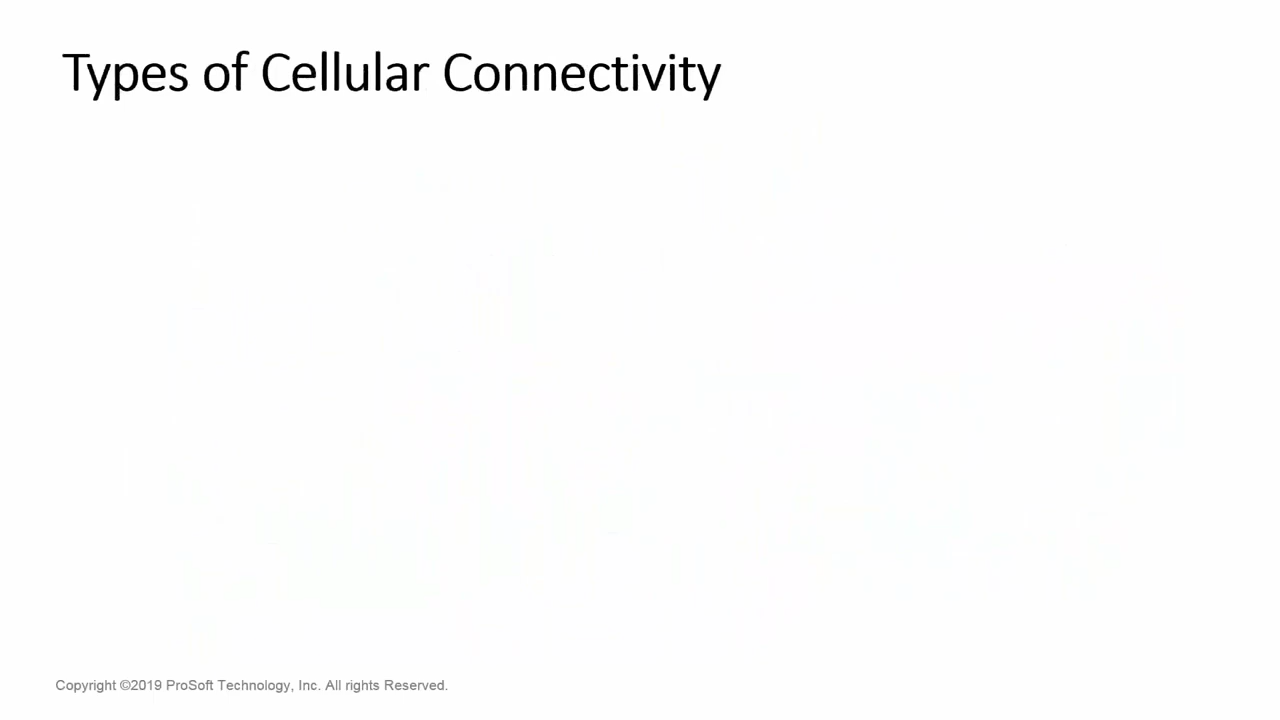 Types of Cellular Connectivity
Copyright ©2019 ProSoft Technology, Inc. All rights Reserved.